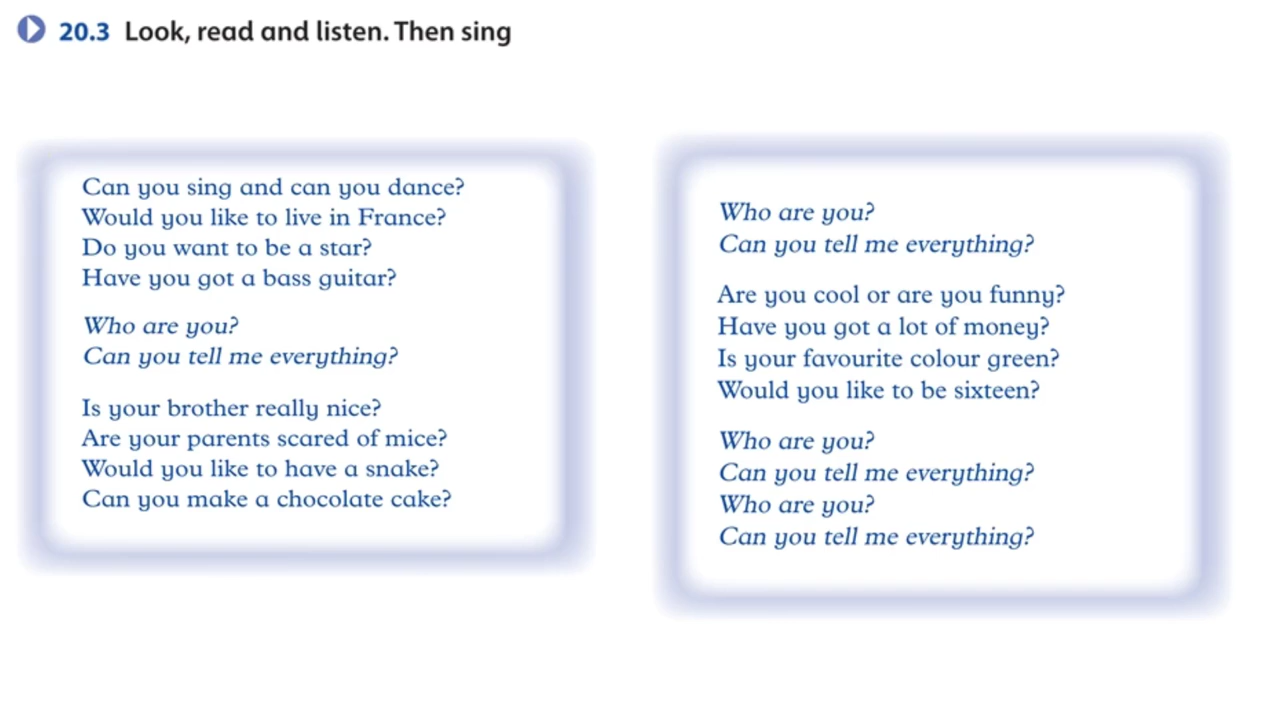 20.3 Look, read and listen. Then sing
Can you sing and can you dance?
Would you like to live in France?
Do you want to be a star?
Have you got a bass guitar?
Who are you?
Can you tell me everything?
Is your brother really nice?
Are your parents scared of mice?
Would you like to have a snake?
Can you make a chocolate cake?
Who are you?
Can you tell me everything?
Are you cool or are you funny?
Have you got a lot of money?
Is your favourite colour green?
Would you like to be sixteen?
Who are you?
Can you tell me everything?
Who are you?
Can you tell me everything?